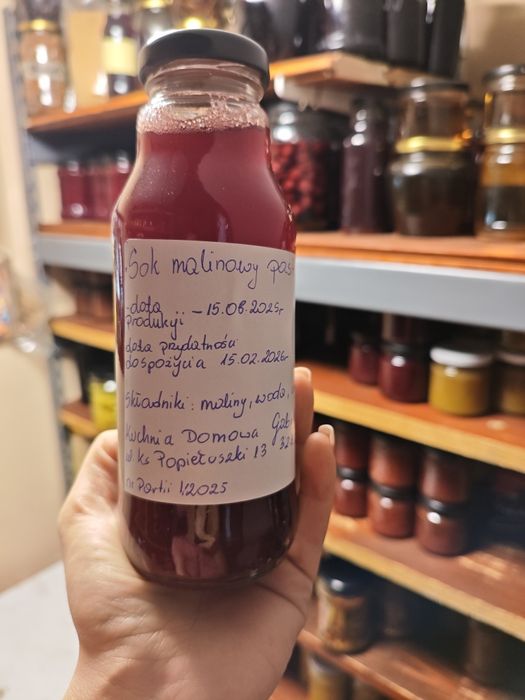 Sok malinowy pas
-data – 15.08.2025r
produkcji
data przydatności
do spożycia 15.02.2026r
Składniki: maliny, woda,
Kuchnia Domowa Gab
ul ks Popiełuszki 13 32
nr Partii 1/2025